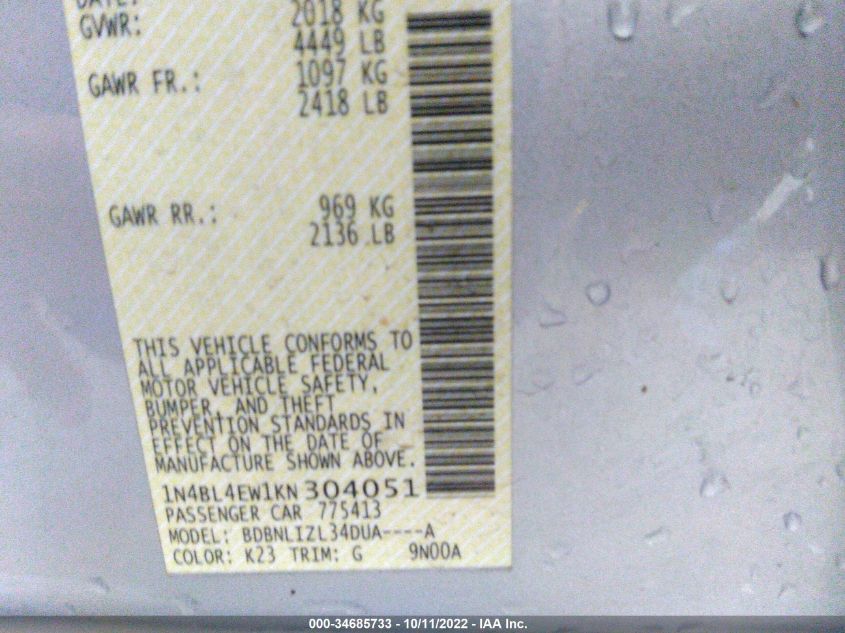 DATE:
GVWR: 2018 KG
4449 LB
GAWR FR.: 1097 KG
2418 LB
GAWR RR.: 969 KG
2136 LB
THIS VEHICLE CONFORMS TO
ALL APPLICABLE FEDERAL
MOTOR VEHICLE SAFETY,
BUMPER, AND THEFT
PREVENTION STANDARDS IN
EFFECT ON THE DATE OF
MANUFACTURE SHOWN ABOVE.
1N4BL4EW1KN304051
PASSENGER CAR 775413
MODEL: BDBNLIZL34DUA----A
COLOR: K23 TRIM: G 9N00A
000-34685733 - 10/11/2022 - IAA Inc.